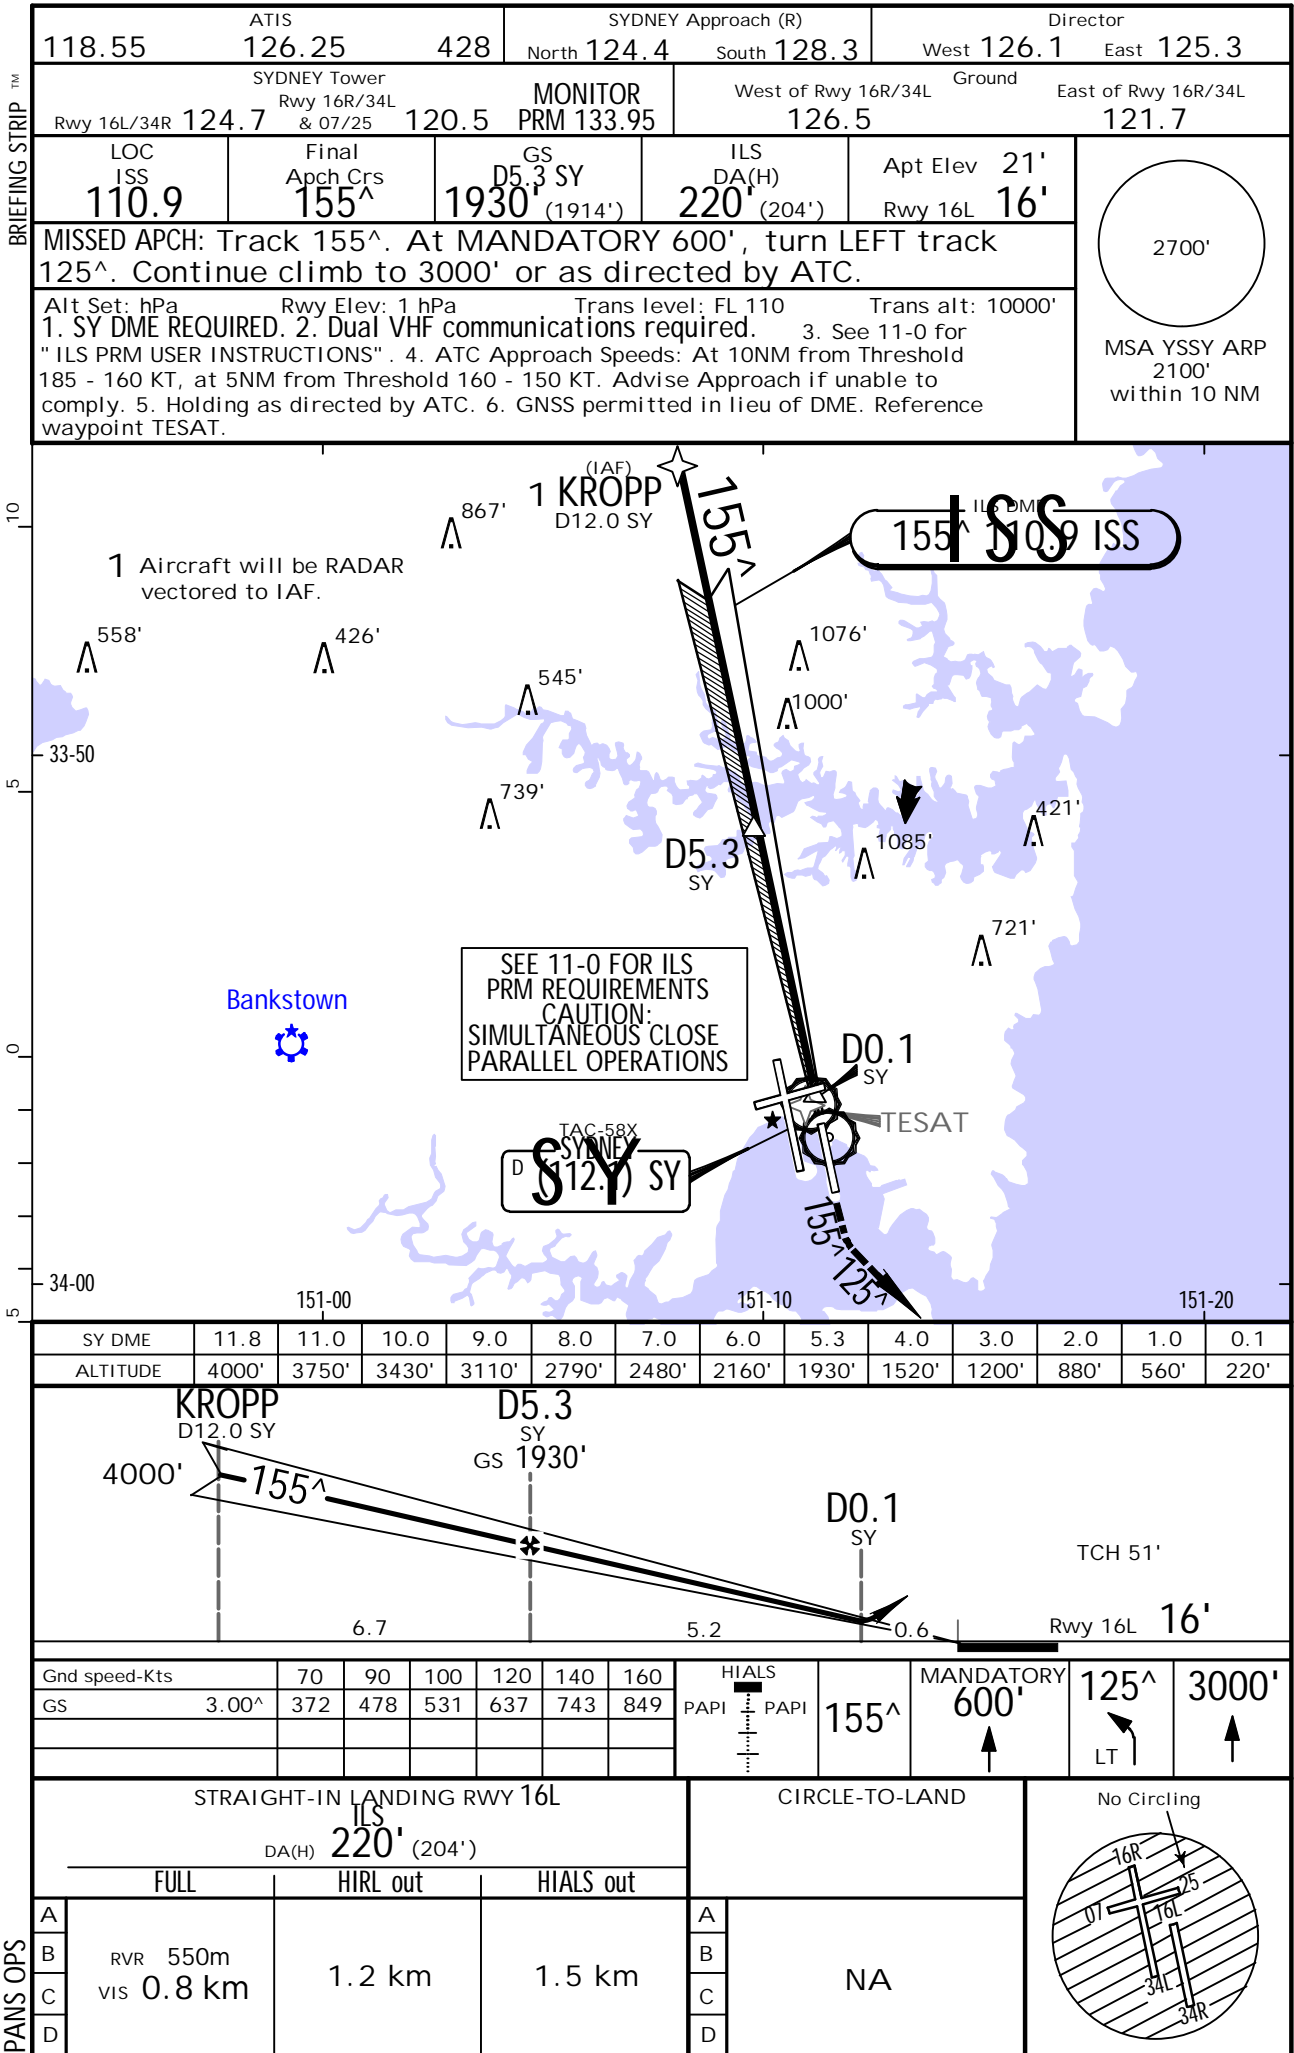 BRIEFING STRIP TM
ATIS
118.55 126.25 428
SYDNEY Approach (R)
North 124.4 South 128.3
Director
West 126.1 East 125.3
SYDNEY Tower
Rwy 16L/34R 124.7 Rwy 16R/34L & 07/25 120.5
MONITOR
PRM 133.95
Ground
West of Rwy 16R/34L
126.5
East of Rwy 16R/34L
121.7
LOC
ISS
110.9
Final
Apch Crs
155^
GS
D5.3 SY
1930' (1914')
ILS
DA(H)
220' (204')
Apt Elev 21'
Rwy 16L 16'
MISSED APCH: Track 155^. At MANDATORY 600', turn LEFT track
125^. Continue climb to 3000' or as directed by ATC.
Alt Set: hPa Rwy Elev: 1 hPa Trans level: FL 110 Trans alt: 10000'
1. SY DME REQUIRED. 2. Dual VHF communications required. 3. See 11-0 for
"ILS PRM USER INSTRUCTIONS". 4. ATC Approach Speeds: At 10NM from Threshold
185 - 160 KT, at 5NM from Threshold 160 - 150 KT. Advise Approach if unable to
comply. 5. Holding as directed by ATC. 6. GNSS permitted in lieu of DME. Reference
waypoint TESAT.
2700'
MSA YSSY ARP
2100'
within 10 NM
(IAF)
1 KROPP
D12.0 SY
155^
ILS DME
155^ 110.9 ISS
ISS
867'
1 Aircraft will be RADAR
vectored to IAF.
558'
426'
545'
1076'
1000'
739'
1085'
421'
721'
10
5
0
5
33-50
34-00
151-00
151-10
151-20
D5.3
SY
SEE 11-0 FOR ILS
PRM REQUIREMENTS
CAUTION:
SIMULTANEOUS CLOSE
PARALLEL OPERATIONS
Bankstown
D0.1
SY
TESAT
TAC-58X
SYDNEY
D (112.1) SY
SY
155^
125^
SY DME 11.8 11.0 10.0 9.0 8.0 7.0 6.0 5.3 4.0 3.0 2.0 1.0 0.1
ALTITUDE 4000' 3750' 3430' 3110' 2790' 2480' 2160' 1930' 1520' 1200' 880' 560' 220'
KROPP
D12.0 SY
4000'
155^
D5.3
SY
GS 1930'
D0.1
SY
TCH 51'
6.7 5.2 0.6
Rwy 16L 16'
Gnd speed-Kts 70 90 100 120 140 160
GS 3.00^ 372 478 531 637 743 849
HIALS
PAPI PAPI
155^
MANDATORY
600'
125^
LT
3000'
PANS OPS
STRAIGHT-IN LANDING RWY 16L
ILS
DA(H) 220' (204')
FULL HIRL out HIALS out
A
B
C
D
RVR 550m
VIS 0.8 km
1.2 km
1.5 km
CIRCLE-TO-LAND
A
B
C
D
NA
No Circling
16R
25
07
16L
34L
34R